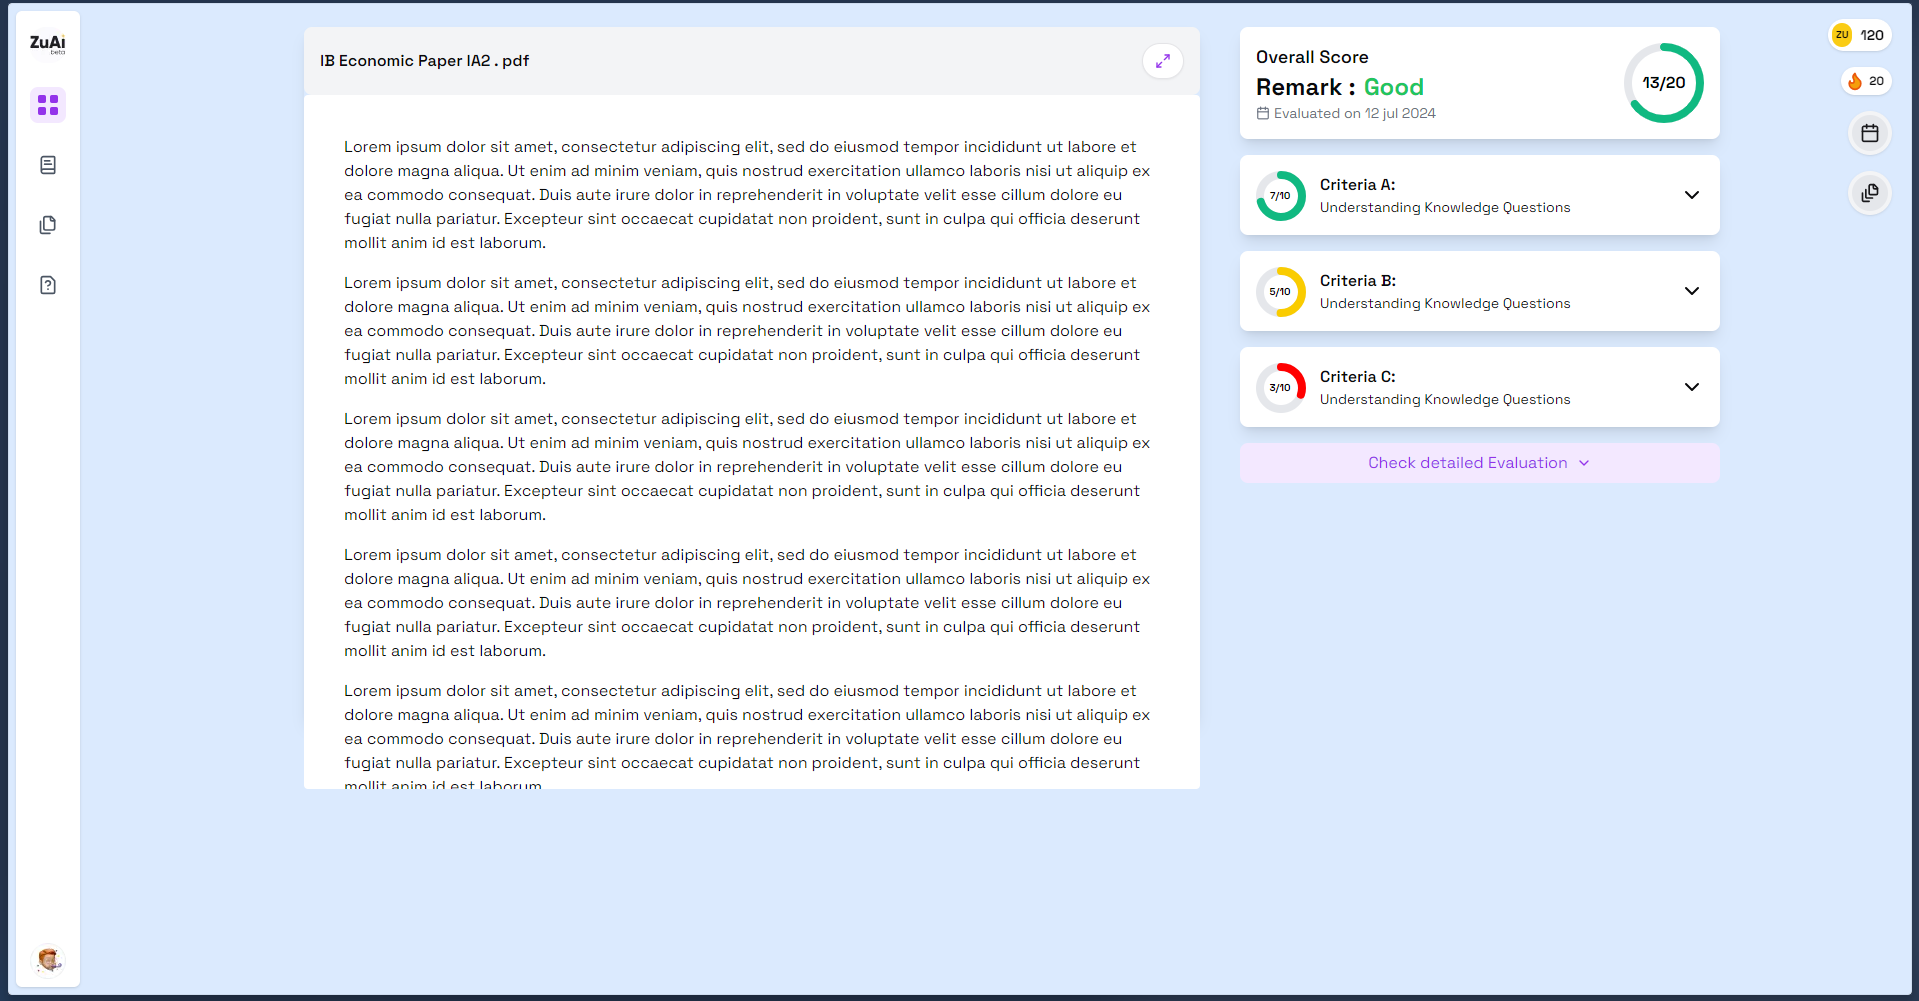 ZuAi
beta
IB Economic Paper IA2 . pdf
Lorem ipsum dolor sit amet, consectetur adipiscing elit, sed do eiusmod tempor incididunt ut labore et
dolore magna aliqua. Ut enim ad minim veniam, quis nostrud exercitation ullamco laboris nisi ut aliquip ex
ea commodo consequat. Duis aute irure dolor in reprehenderit in voluptate velit esse cillum dolore eu
fugiat nulla pariatur. Excepteur sint occaecat cupidatat non proident, sunt in culpa qui officia deserunt
mollit anim id est laborum.
Lorem ipsum dolor sit amet, consectetur adipiscing elit, sed do eiusmod tempor incididunt ut labore et
dolore magna aliqua. Ut enim ad minim veniam, quis nostrud exercitation ullamco laboris nisi ut aliquip ex
ea commodo consequat. Duis aute irure dolor in reprehenderit in voluptate velit esse cillum dolore eu
fugiat nulla pariatur. Excepteur sint occaecat cupidatat non proident, sunt in culpa qui officia deserunt
mollit anim id est laborum.
Lorem ipsum dolor sit amet, consectetur adipiscing elit, sed do eiusmod tempor incididunt ut labore et
dolore magna aliqua. Ut enim ad minim veniam, quis nostrud exercitation ullamco laboris nisi ut aliquip ex
ea commodo consequat. Duis aute irure dolor in reprehenderit in voluptate velit esse cillum dolore eu
fugiat nulla pariatur. Excepteur sint occaecat cupidatat non proident, sunt in culpa qui officia deserunt
mollit anim id est laborum.
Lorem ipsum dolor sit amet, consectetur adipiscing elit, sed do eiusmod tempor incididunt ut labore et
dolore magna aliqua. Ut enim ad minim veniam, quis nostrud exercitation ullamco laboris nisi ut aliquip ex
ea commodo consequat. Duis aute irure dolor in reprehenderit in voluptate velit esse cillum dolore eu
fugiat nulla pariatur. Excepteur sint occaecat cupidatat non proident, sunt in culpa qui officia deserunt
mollit anim id est laborum.
Lorem ipsum dolor sit amet, consectetur adipiscing elit, sed do eiusmod tempor incididunt ut labore et
dolore magna aliqua. Ut enim ad minim veniam, quis nostrud exercitation ullamco laboris nisi ut aliquip ex
ea commodo consequat. Duis aute irure dolor in reprehenderit in voluptate velit esse cillum dolore eu
fugiat nulla pariatur. Excepteur sint occaecat cupidatat non proident, sunt in culpa qui officia deserunt
mollit anim id est laborum.
Overall Score
Remark : Good
Evaluated on 12 jul 2024
13/20
7/10
Criteria A:
Understanding Knowledge Questions
5/10
Criteria B:
Understanding Knowledge Questions
3/10
Criteria C:
Understanding Knowledge Questions
Check detailed Evaluation
ZU 120
20